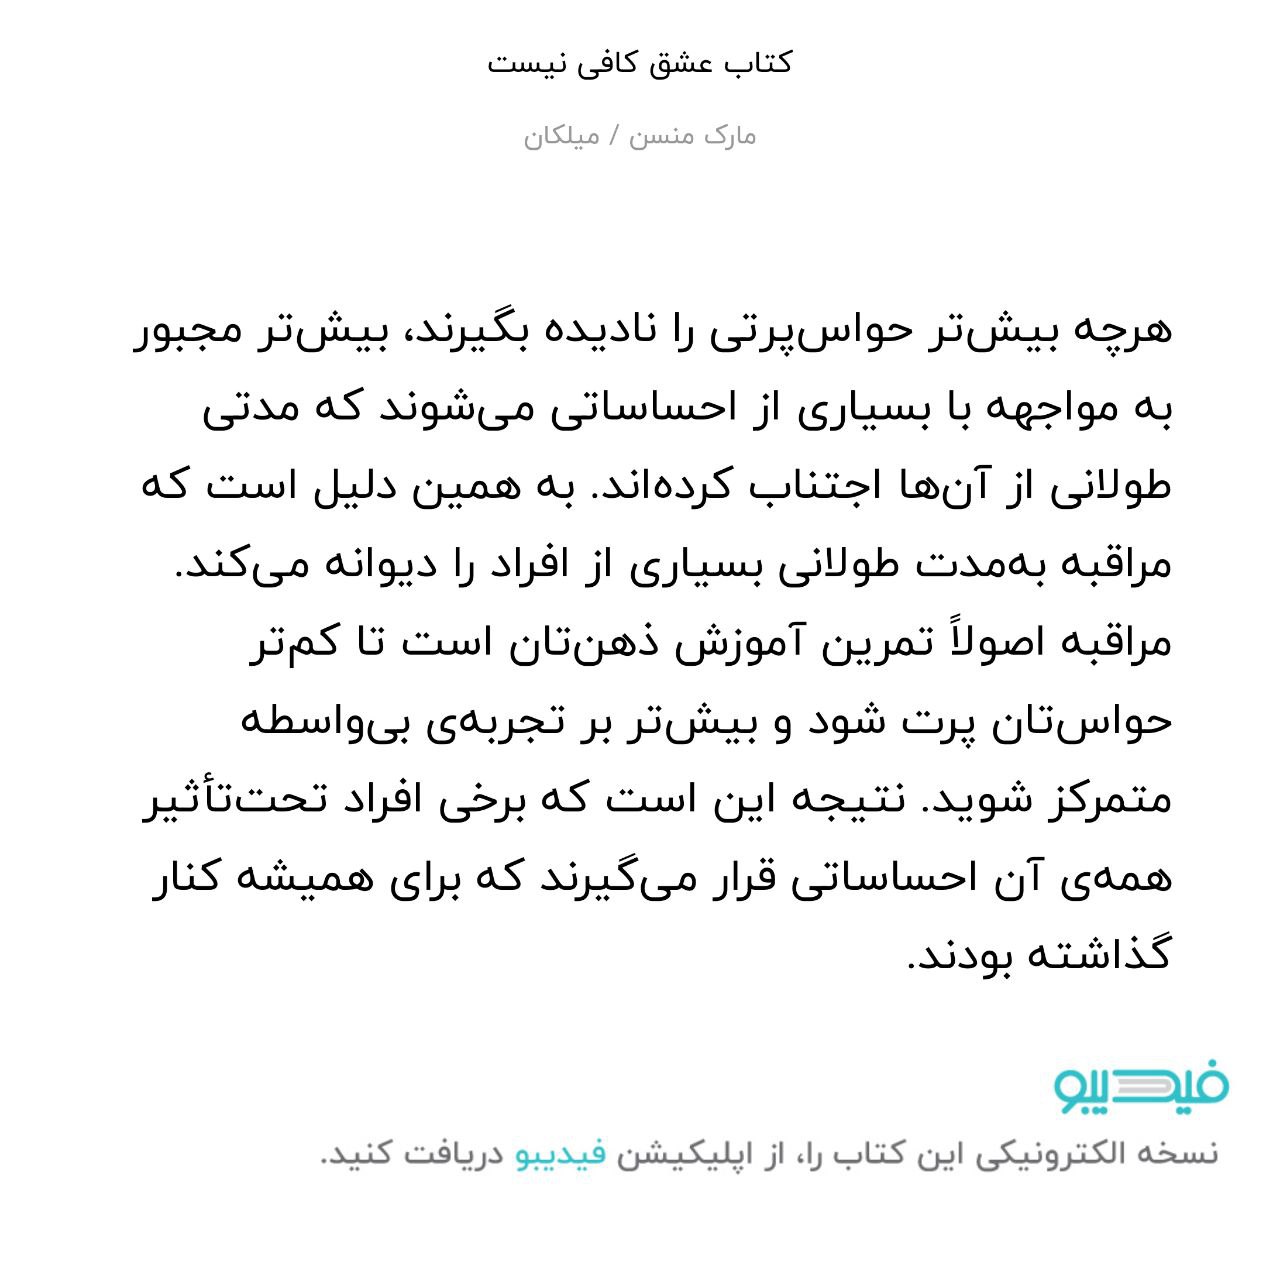 کتاب عشق کافی نیست
مارک منسن / میلکان
هرچه بیش‌تر حواس‌پرتی را نادیده بگیرند، بیش‌تر مجبور
به مواجهه با بسیاری از احساساتی می‌شوند که مدتی
طولانی از آن‌ها اجتناب کرده‌اند. به همین دلیل است که
مراقبه به‌مدت طولانی بسیاری از افراد را دیوانه می‌کند.
مراقبه اصولاً تمرین آموزش ذهن‌تان است تا کم‌تر
حواس‌تان پرت شود و بیش‌تر بر تجربه‌ی بی‌واسطه
متمرکز شوید. نتیجه این است که برخی افراد تحت‌تأثیر
همه‌ی آن احساساتی قرار می‌گیرند که برای همیشه کنار
گذاشته بودند.
فیدیبو
نسخه الکترونیکی این کتاب را، از اپلیکیشن فیدیبو دریافت کنید.